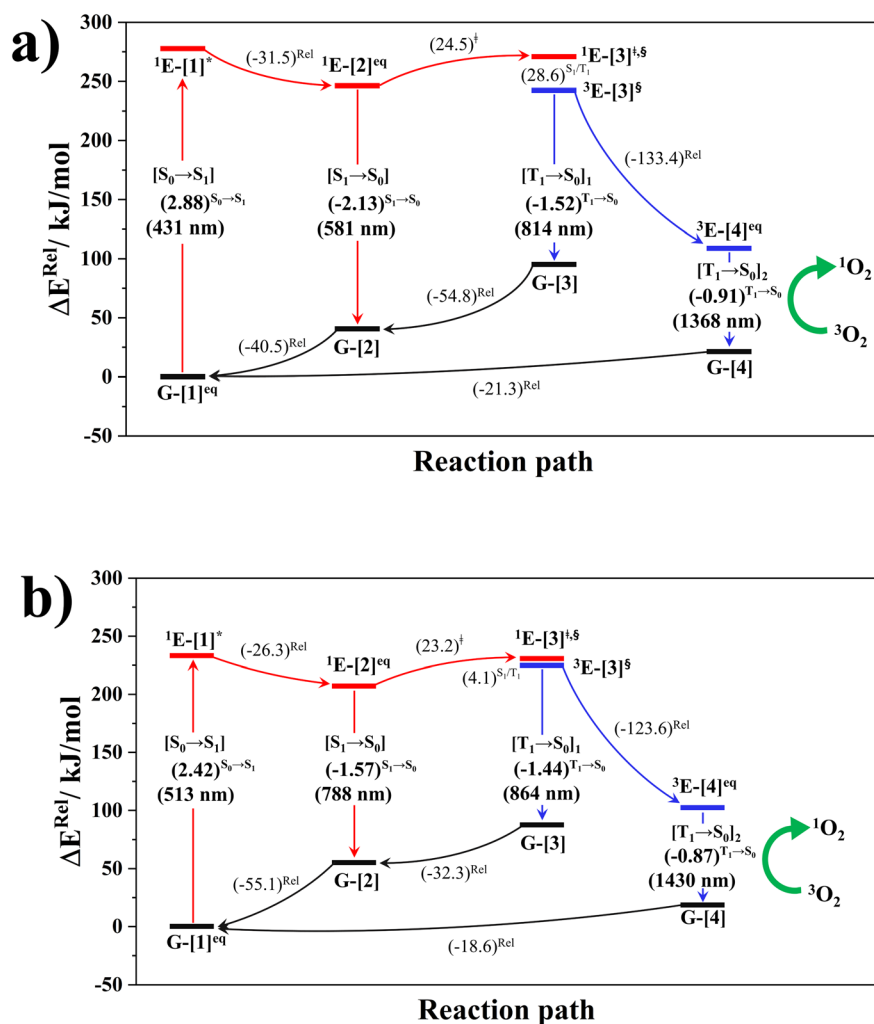 a)
300
250
200
150
100
50
0
-50
ΔE^Rel/ kJ/mol
Reaction path
¹E-[1]*
(-31.5)^Rel
¹E-[2]^eq
(24.5)^‡
¹E-[3]^‡,§
(28.6)^S₁/T₁
³E-[3]§
[S₀→S₁]
(2.88)^S₀→S₁
(431 nm)
[S₁→S₀]
(-2.13)^S₁→S₀
(581 nm)
[T₁→S₀]₁
(-1.52)^T₁→S₀
(814 nm)
(-133.4)^Rel
³E-[4]^eq
[T₁→S₀]₂
(-0.91)^T₁→S₀
(1368 nm)
¹O₂
³O₂
G-[3]
(-54.8)^Rel
G-[2]
(-40.5)^Rel
G-[1]^eq
(-21.3)^Rel
G-[4]
b)
300
250
200
150
100
50
0
-50
ΔE^Rel/ kJ/mol
Reaction path
¹E-[1]*
(-26.3)^Rel
¹E-[2]^eq
(23.2)^‡
¹E-[3]^‡,§
(4.1)^S₁/T₁
³E-[3]§
[S₀→S₁]
(2.42)^S₀→S₁
(513 nm)
[S₁→S₀]
(-1.57)^S₁→S₀
(788 nm)
[T₁→S₀]₁
(-1.44)^T₁→S₀
(864 nm)
(-123.6)^Rel
³E-[4]^eq
[T₁→S₀]₂
(-0.87)^T₁→S₀
(1430 nm)
¹O₂
³O₂
G-[3]
(-32.3)^Rel
G-[2]
(-55.1)^Rel
G-[1]^eq
(-18.6)^Rel
G-[4]